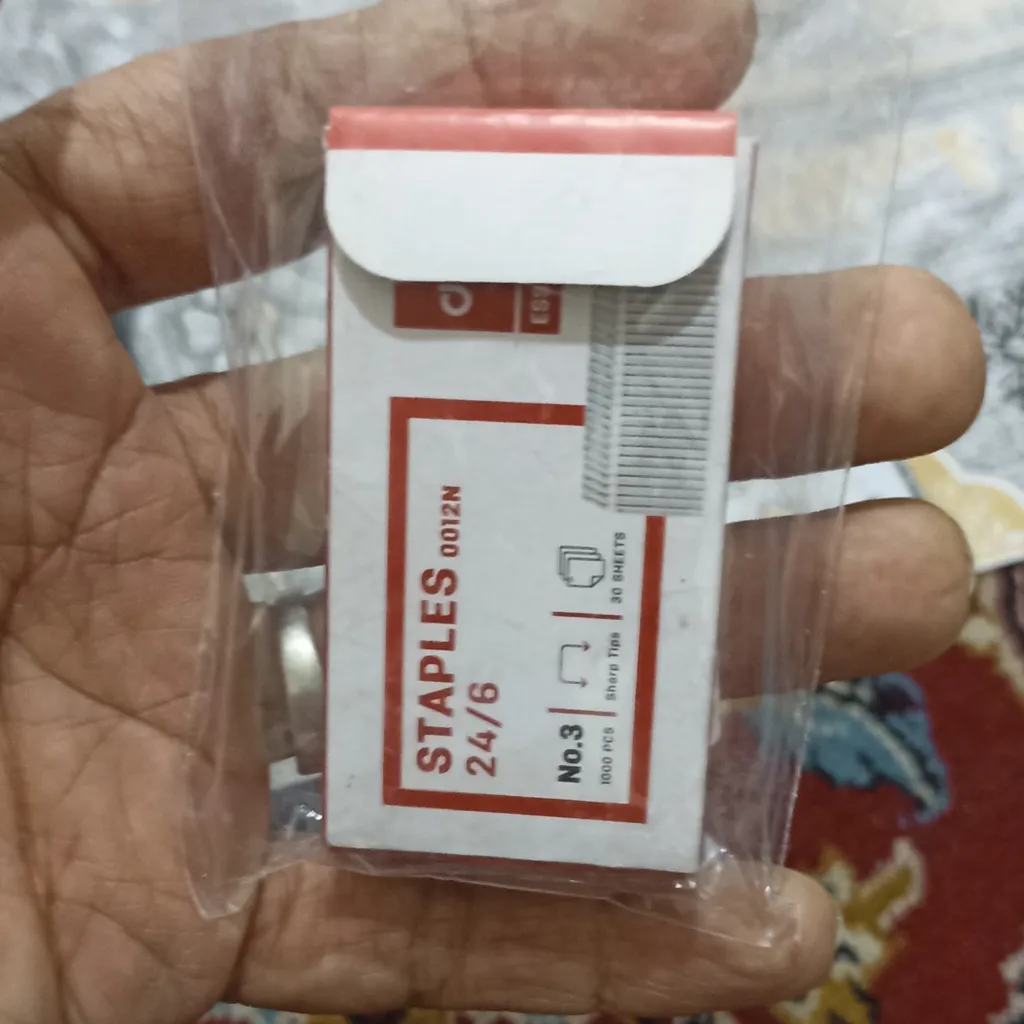 STAPLES 0012N
24/6
No.3
1000 PCS
Sharp Tips
30 SHEETS